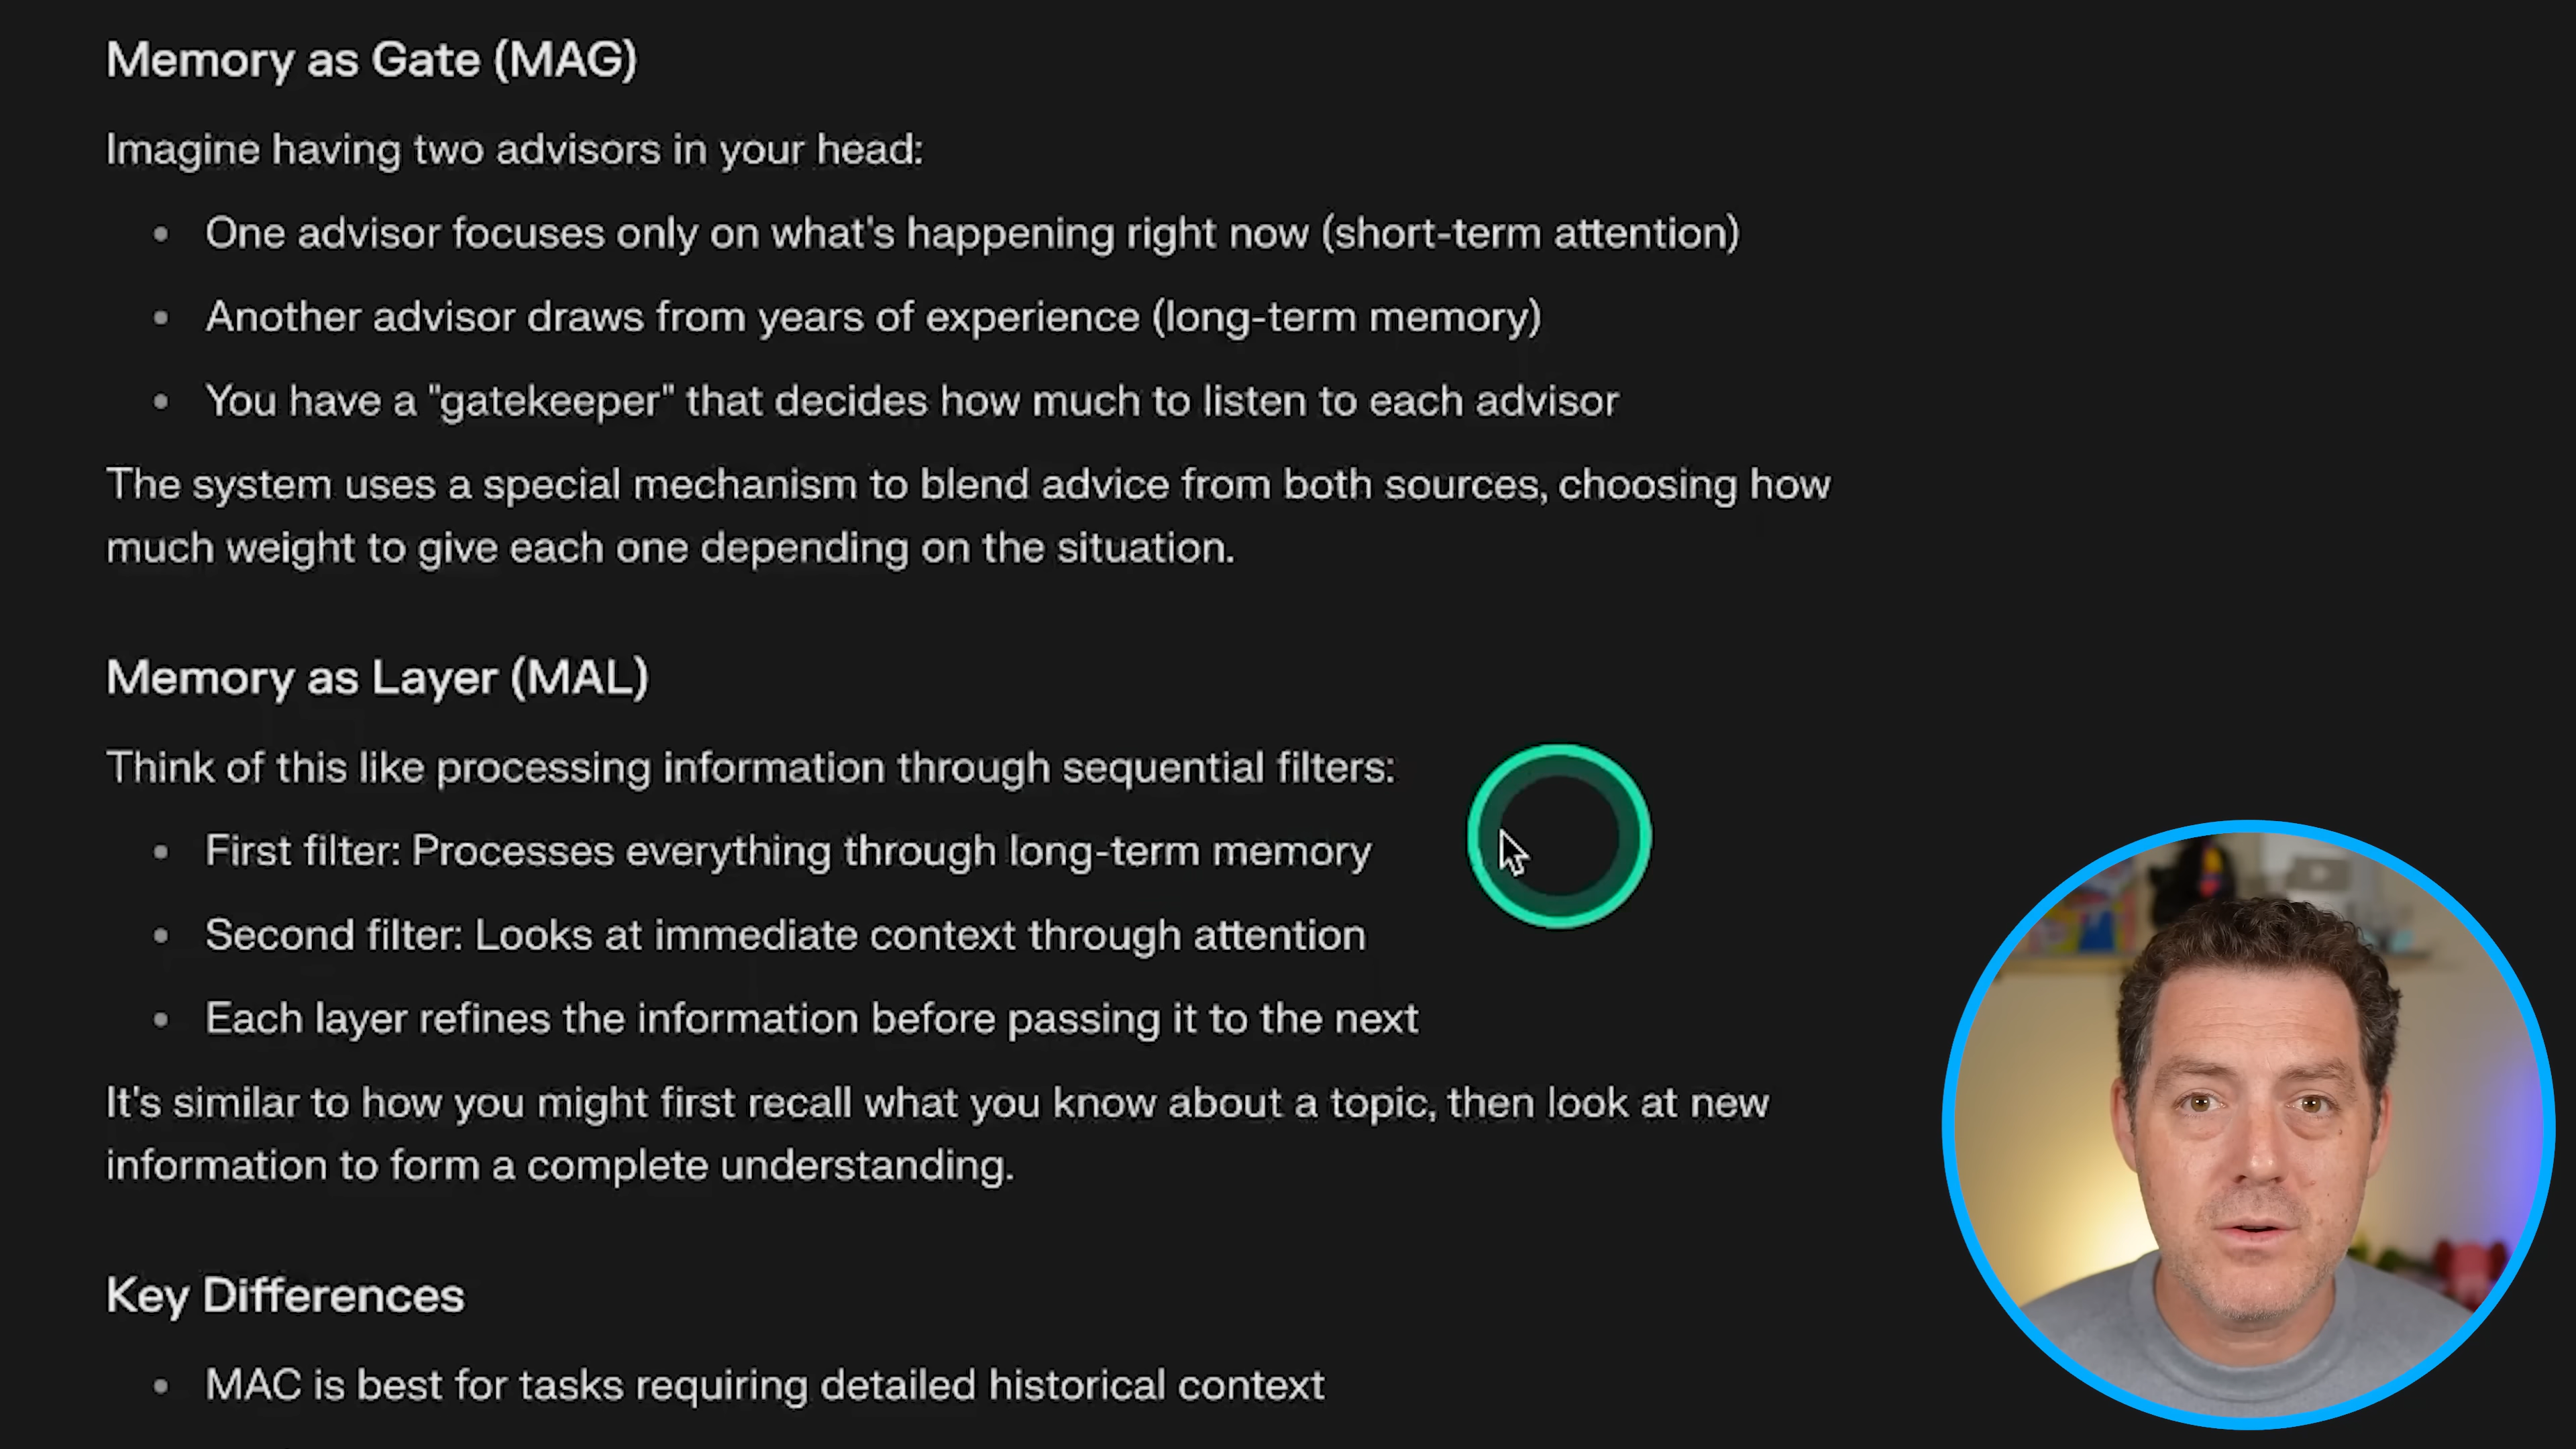 Memory as Gate (MAG)
Imagine having two advisors in your head:
One advisor focuses only on what's happening right now (short-term attention)
Another advisor draws from years of experience (long-term memory)
You have a "gatekeeper" that decides how much to listen to each advisor
The system uses a special mechanism to blend advice from both sources, choosing how
much weight to give each one depending on the situation.
Memory as Layer (MAL)
Think of this like processing information through sequential filters:
First filter: Processes everything through long-term memory
Second filter: Looks at immediate context through attention
Each layer refines the information before passing it to the next
It's similar to how you might first recall what you know about a topic, then look at new
information to form a complete understanding.
Key Differences
MAC is best for tasks requiring detailed historical context